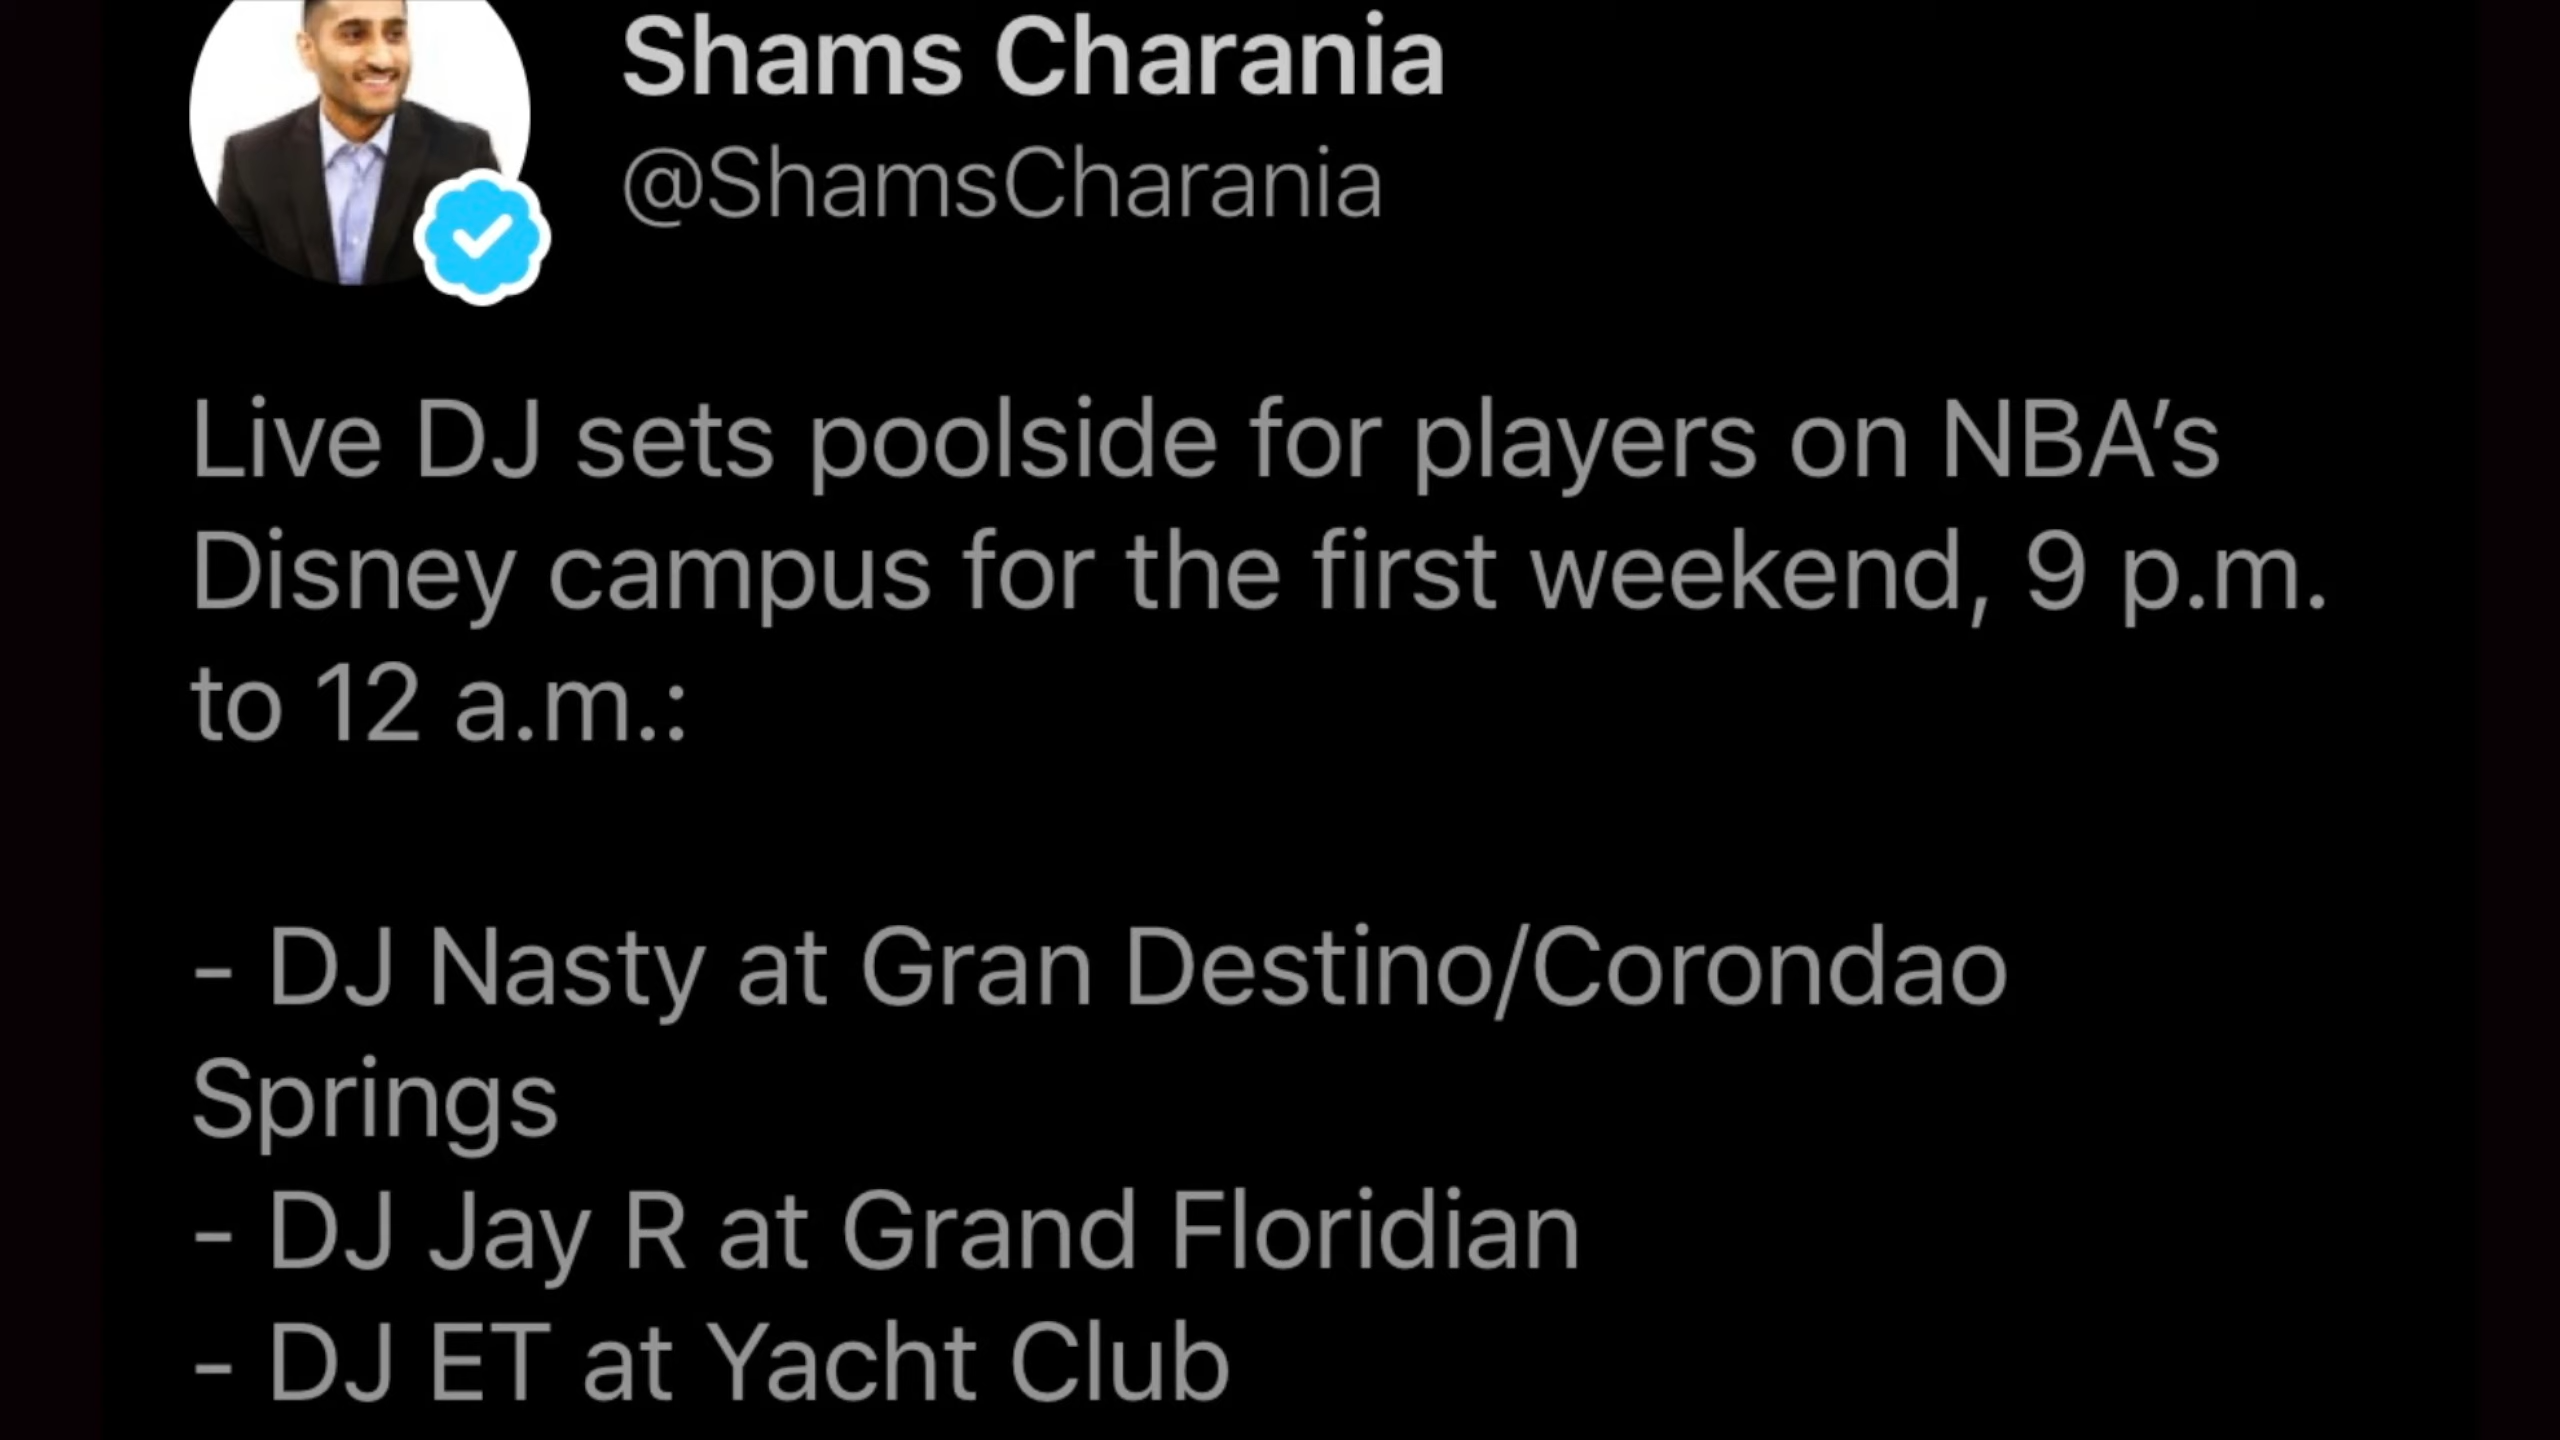 Shams Charania
@ShamsCharania
Live DJ sets poolside for players on NBA’s
Disney campus for the first weekend, 9 p.m.
to 12 a.m.:
- DJ Nasty at Gran Destino/Corondao
Springs
- DJ Jay R at Grand Floridian
- DJ ET at Yacht Club